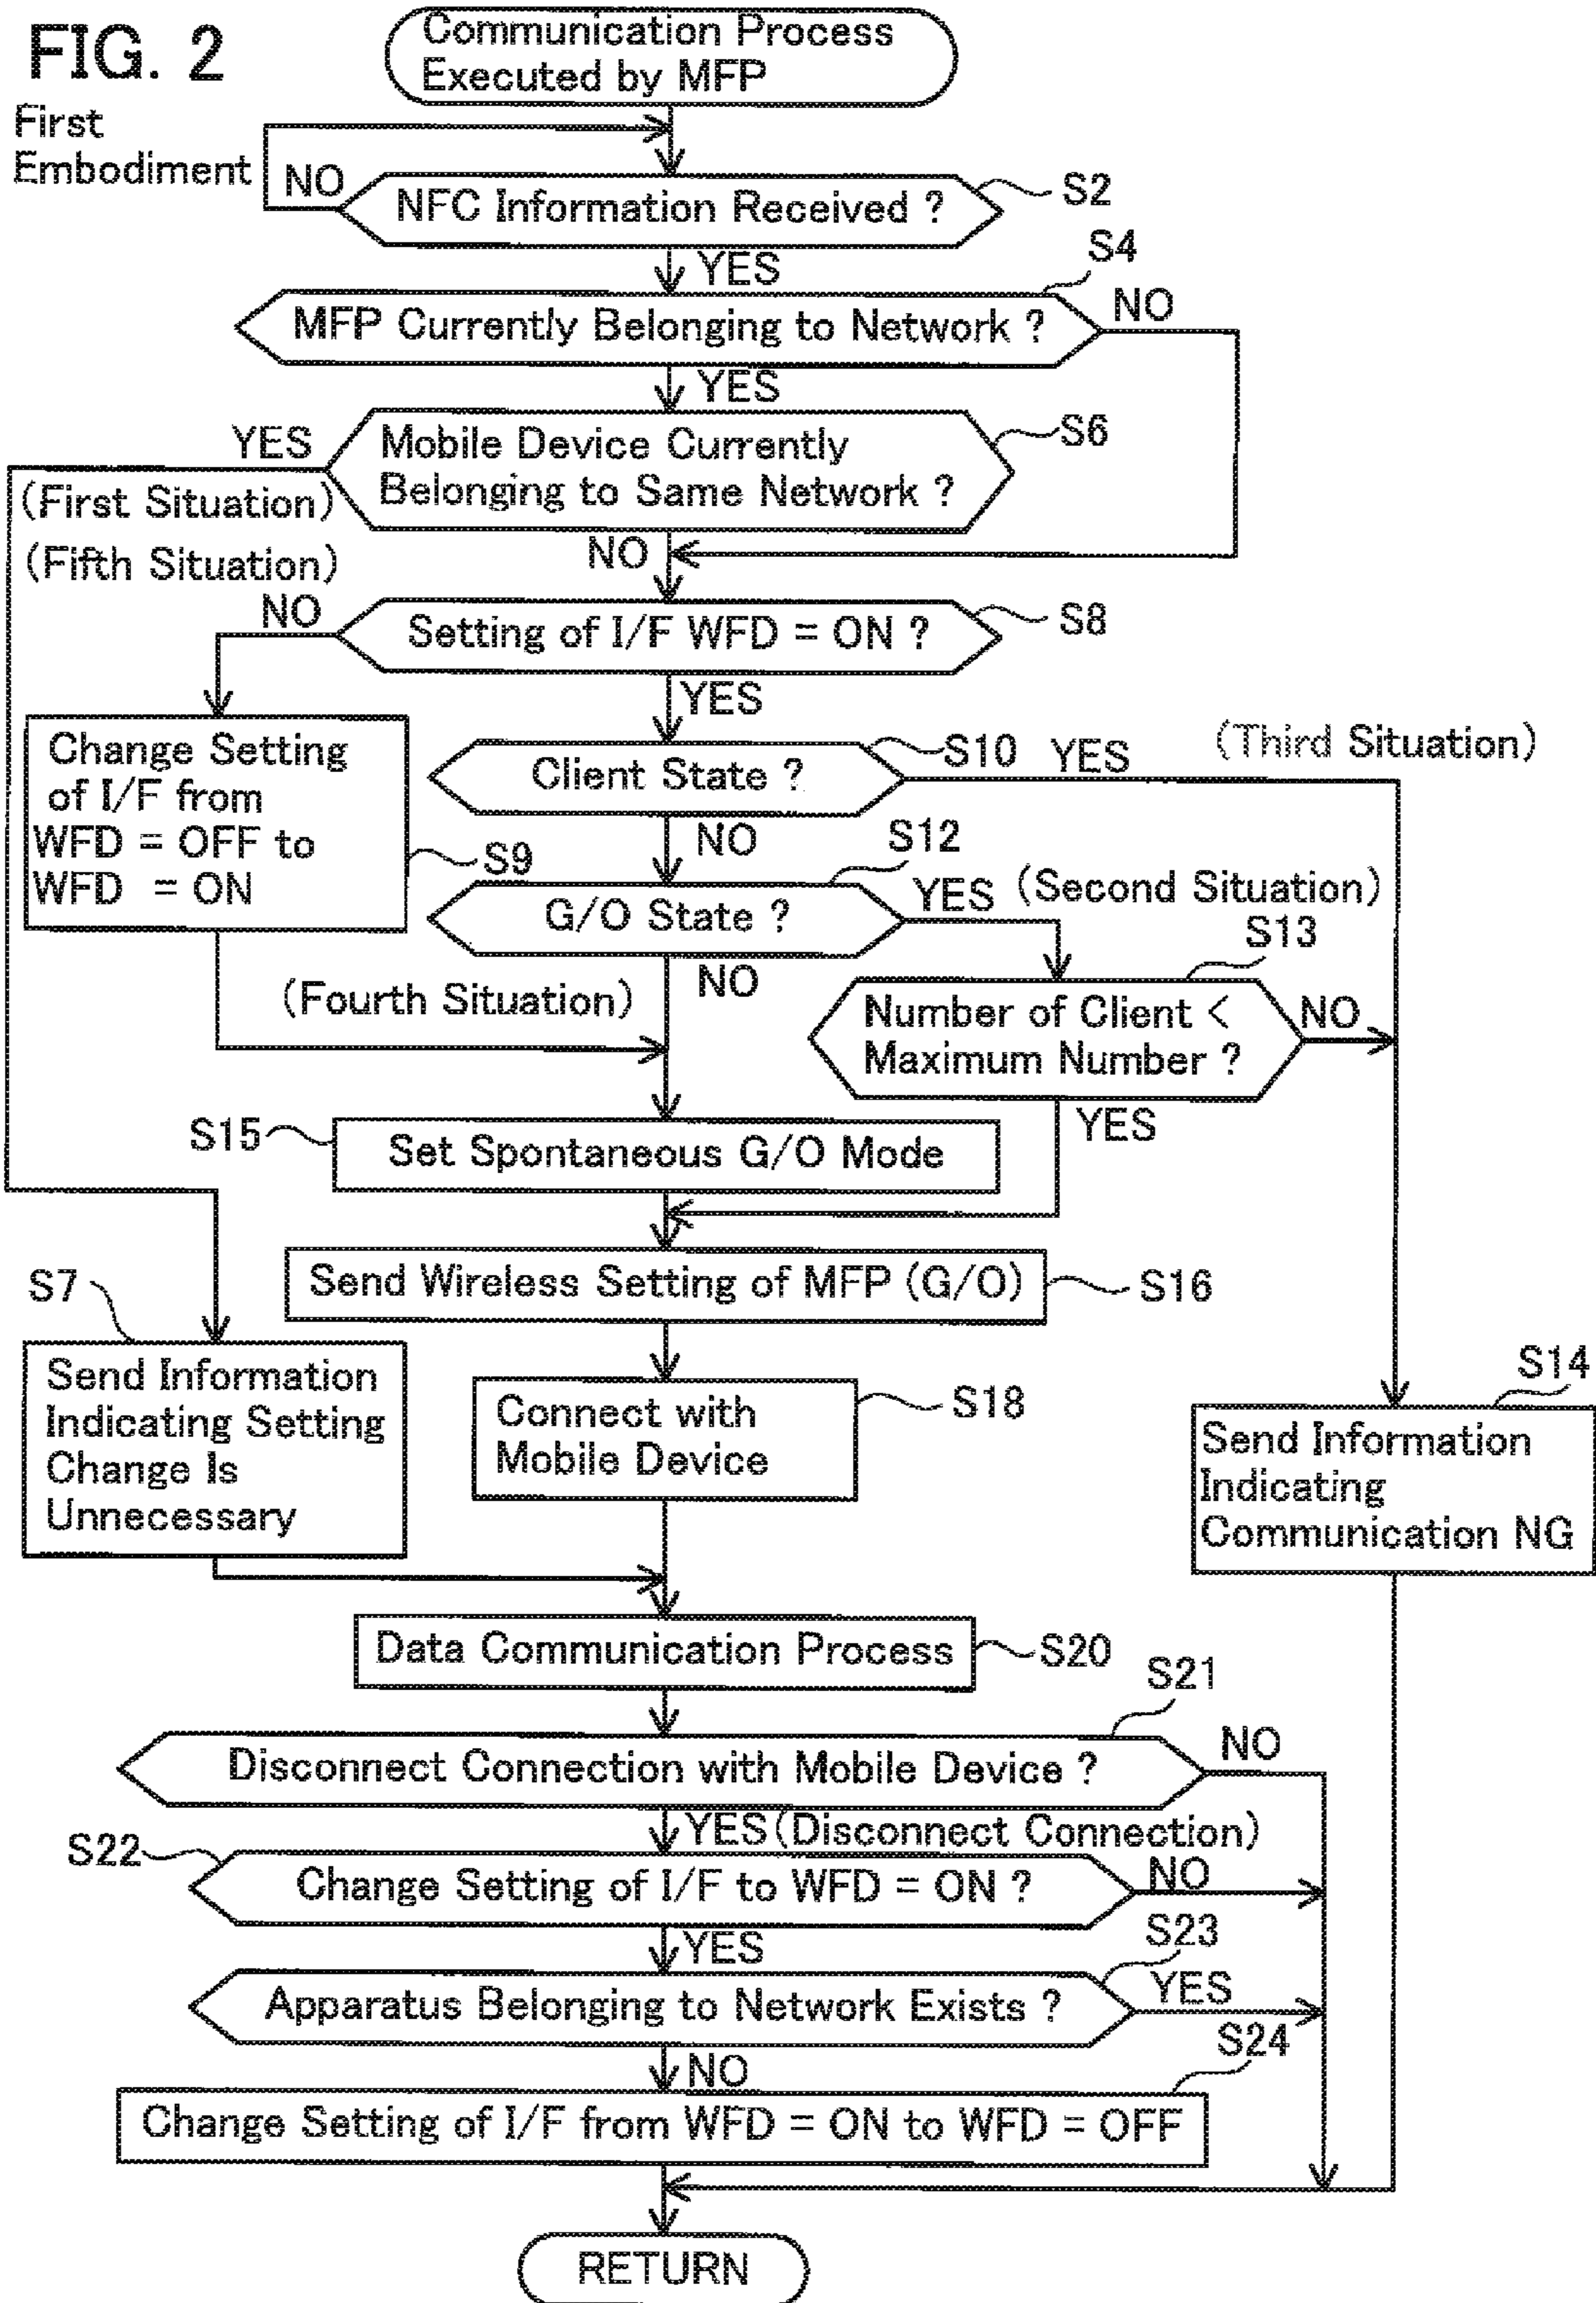 FIG. 2
First
Embodiment
Communication Process
Executed by MFP
NO
NFC Information Received ?
S2
YES
S4
MFP Currently Belonging to Network ?
NO
YES
YES
Mobile Device Currently
Belonging to Same Network ?
S6
(First Situation)
(Fifth Situation)
NO
NO
Setting of I/F WFD = ON ?
S8
YES
Change Setting
of I/F from
WFD = OFF to
WFD = ON
S9
Client State ?
S10
YES
(Third Situation)
NO
S12
G/O State ?
YES
(Second Situation)
S13
(Fourth Situation)
NO
Number of Client <
Maximum Number ?
NO
YES
S15
Set Spontaneous G/O Mode
Send Wireless Setting of MFP (G/O)
S16
S7
Send Information
Indicating Setting
Change Is
Unnecessary
Connect with
Mobile Device
S18
S14
Send Information
Indicating
Communication NG
Data Communication Process
S20
S21
Disconnect Connection with Mobile Device ?
NO
YES(Disconnect Connection)
S22
Change Setting of I/F to WFD = ON ?
NO
YES
S23
Apparatus Belonging to Network Exists ?
YES
NO
S24
Change Setting of I/F from WFD = ON to WFD = OFF
RETURN